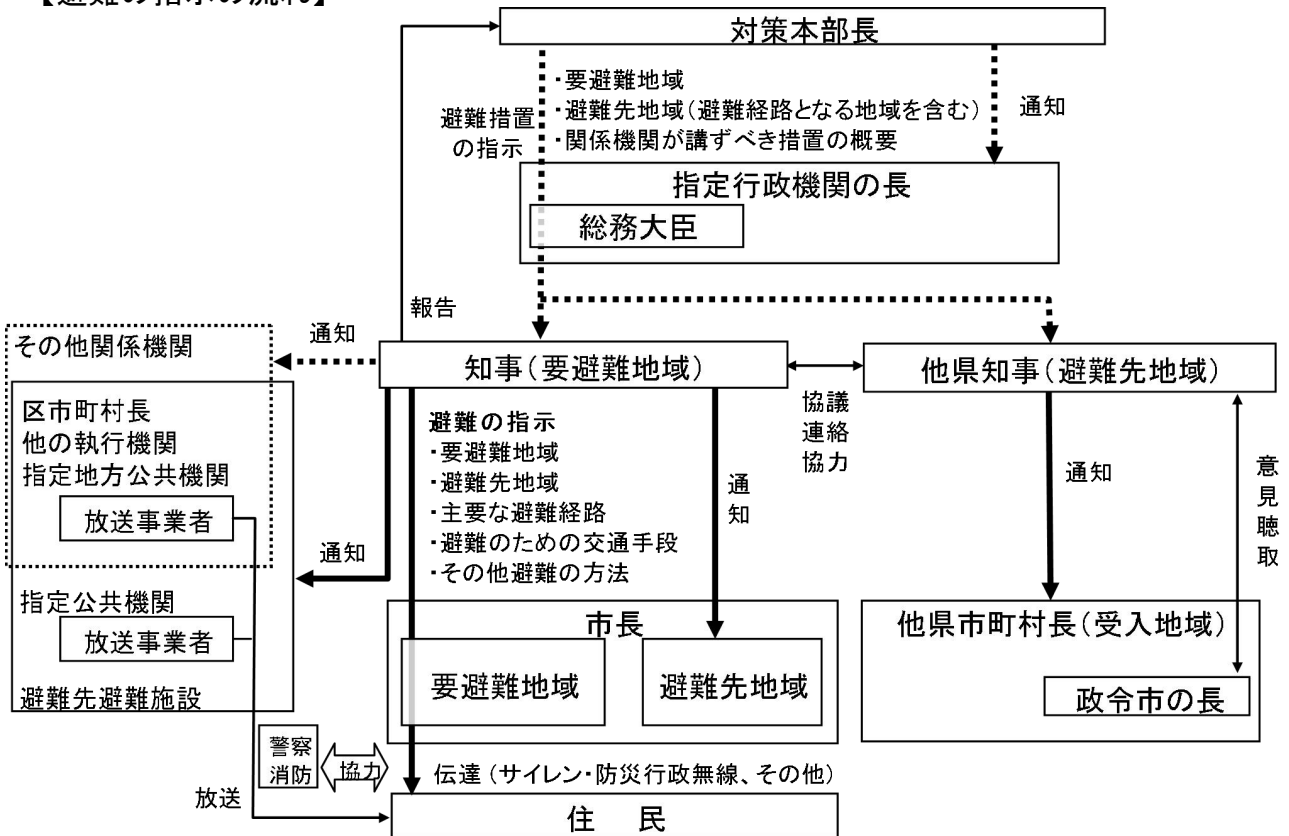 【避難の指示の流れ】
対策本部長
・要避難地域
・避難先地域（避難経路となる地域を含む）
・関係機関が講ずべき措置の概要
避難措置
の指示
通知
指定行政機関の長
総務大臣
報告
通知
その他関係機関
知事（要避難地域）
他県知事（避難先地域）
協議
連絡
協力
区市町村長
他の執行機関
指定地方公共機関
放送事業者
避難の指示
・要避難地域
・避難先地域
・主要な避難経路
・避難のための交通手段
・その他避難の方法
通
知
通知
意
見
聴
取
通知
指定公共機関
放送事業者
避難先避難施設
市長
要避難地域
避難先地域
他県市町村長（受入地域）
政令市の長
警察
消防
協力
伝達（サイレン・防災行政無線、その他）
放送
住　民